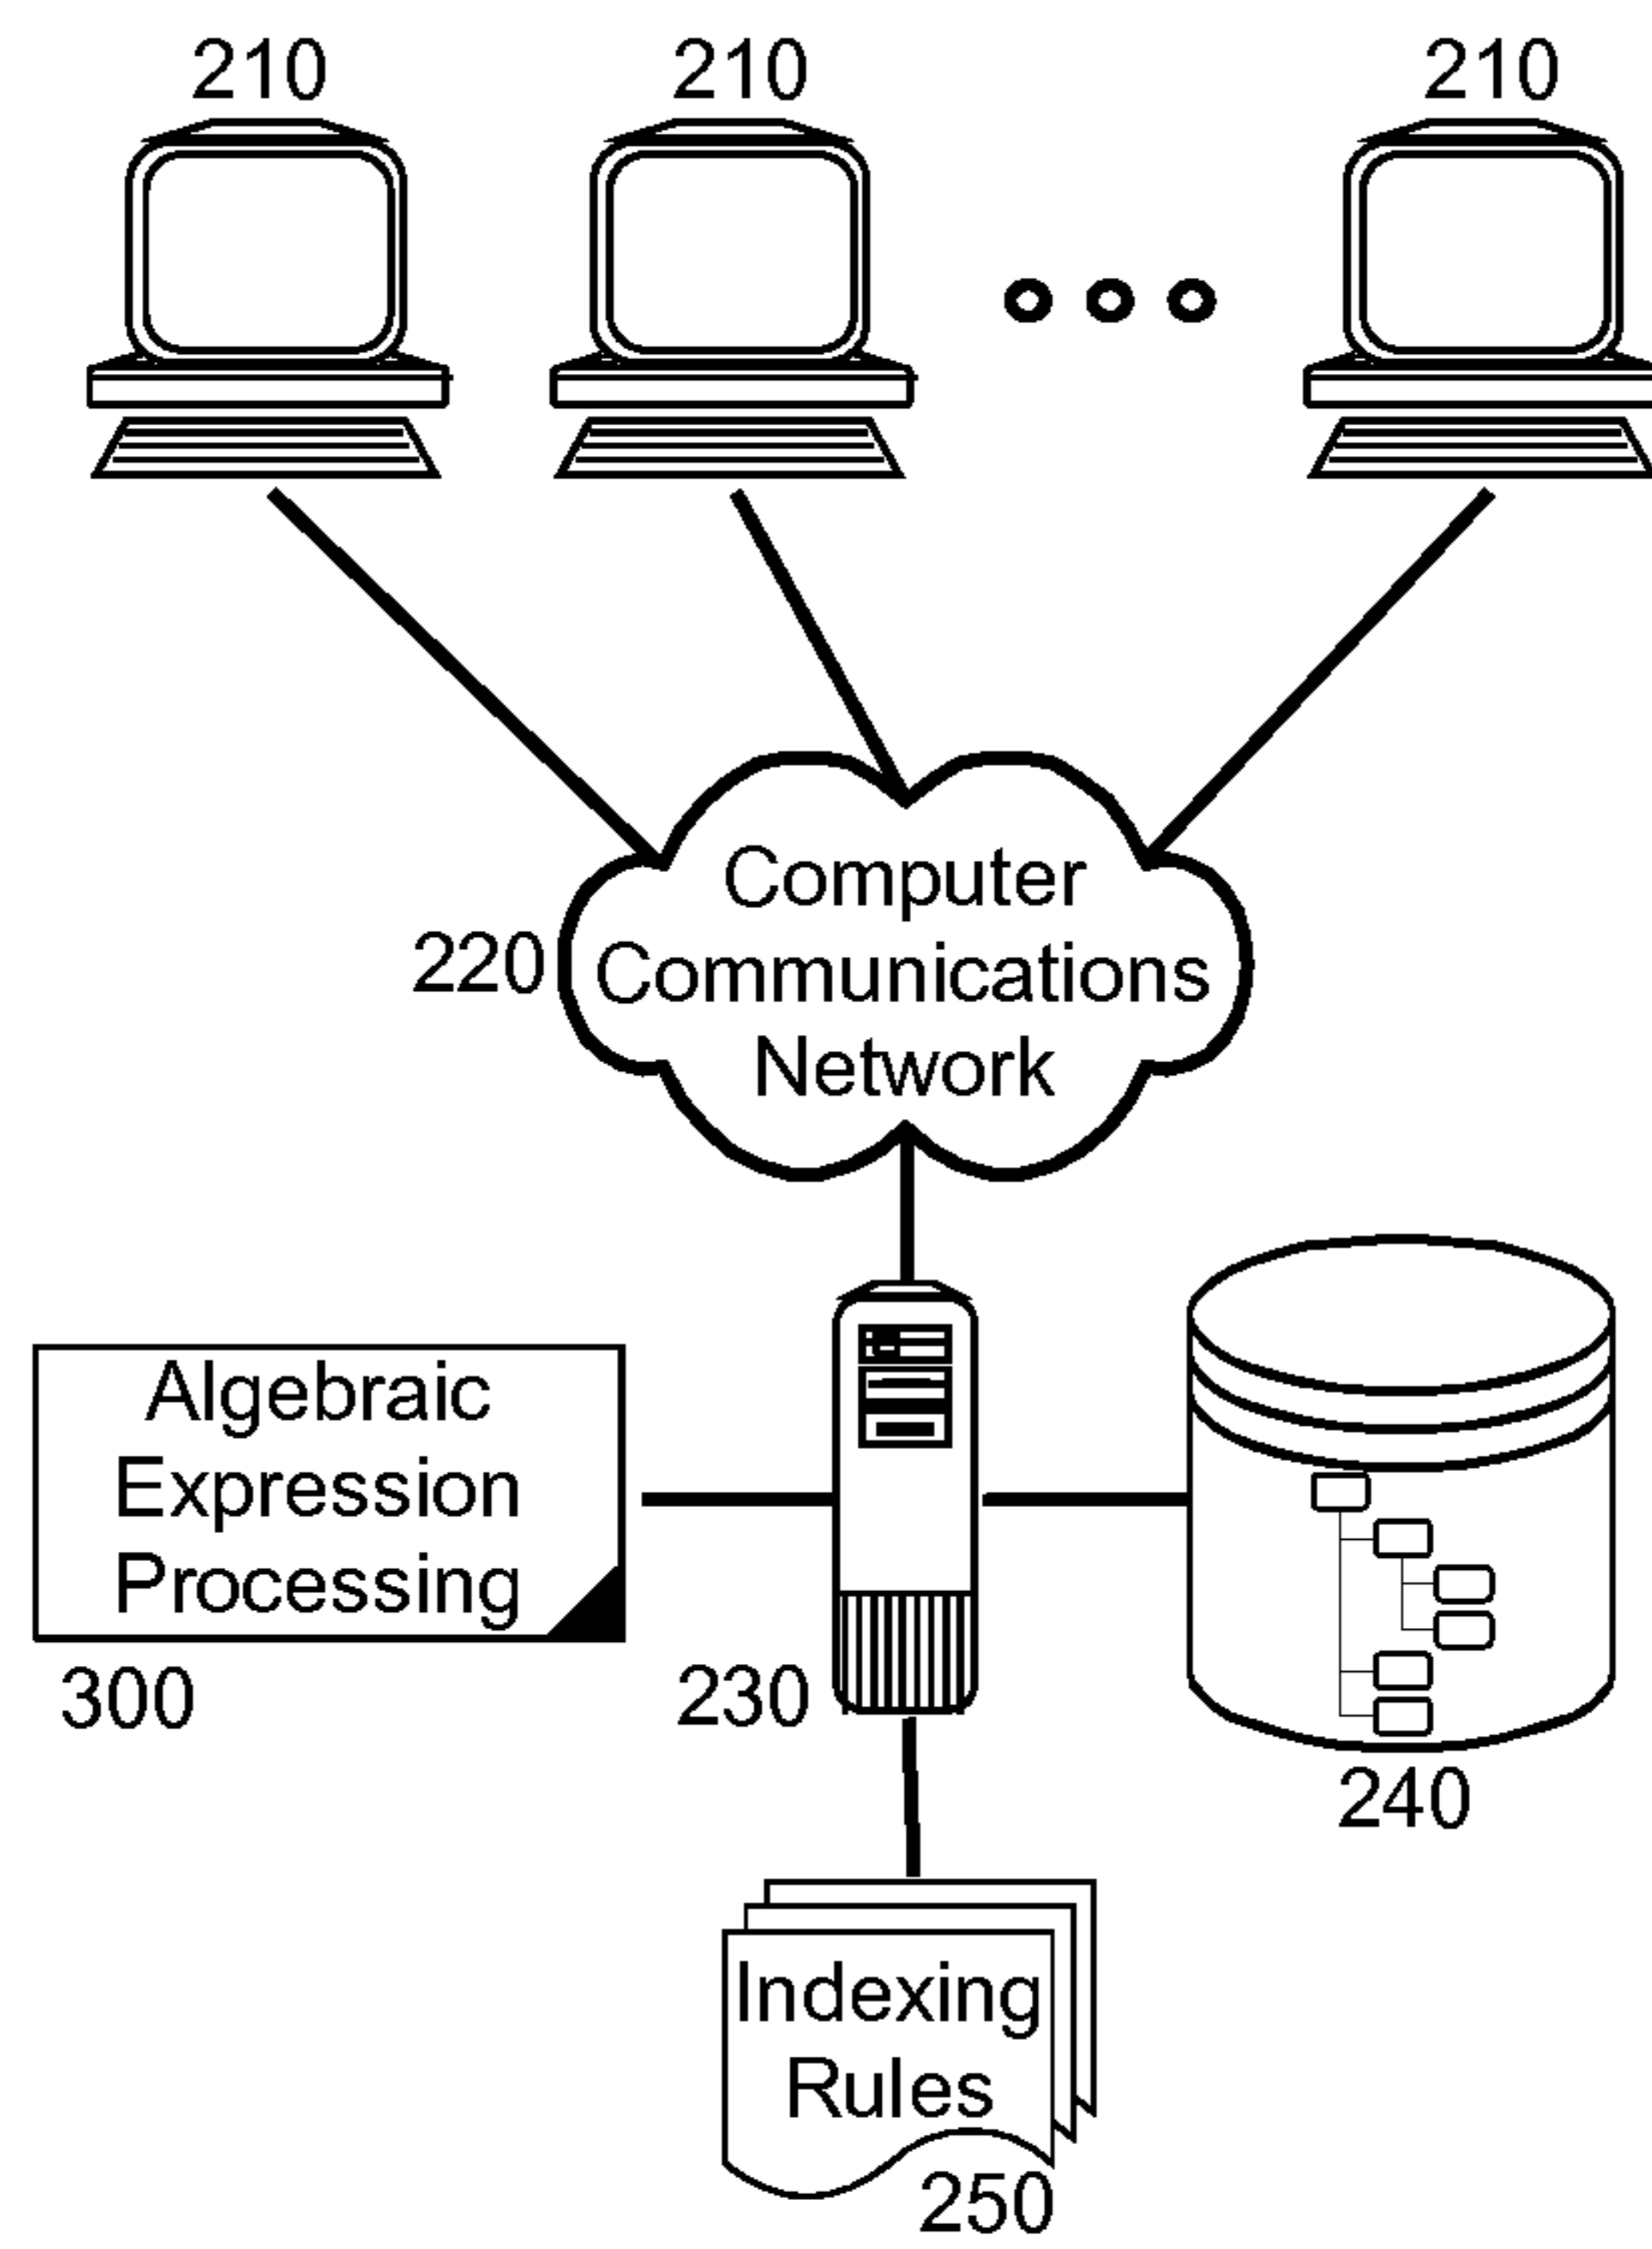 210 210 210
Computer
220 Communications
Network
Algebraic
Expression
Processing
300
230
240
Indexing
Rules
250